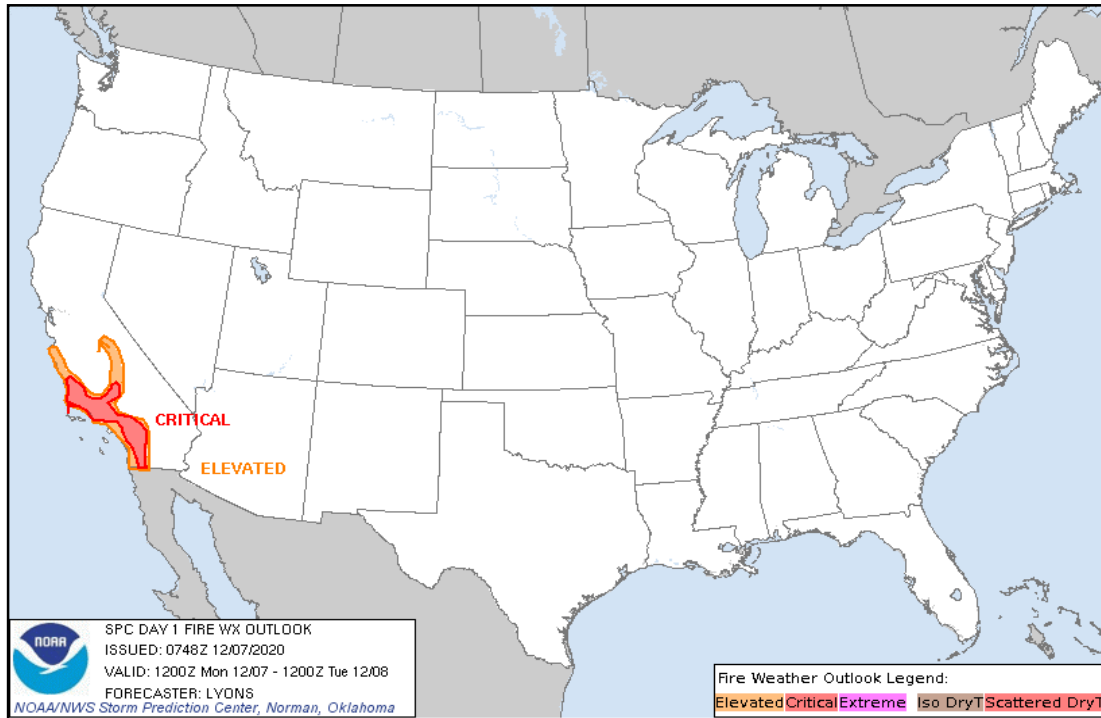 CRITICAL
ELEVATED
NOAA
SPC DAY 1 FIRE WX OUTLOOK
ISSUED: 0748Z 12/07/2020
VALID: 1200Z Mon 12/07 - 1200Z Tue 12/08
FORECASTER: LYONS
NOAA/NWS Storm Prediction Center, Norman, Oklahoma
Fire Weather Outlook Legend:
Elevated Critical Extreme Iso DryT Scattered DryT